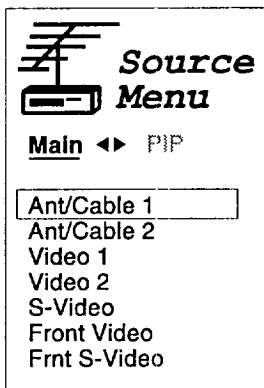 Source
Menu
Main ◄► PIP
Ant/Cable 1
Ant/Cable 2
Video 1
Video 2
S-Video
Front Video
Frnt S-Video